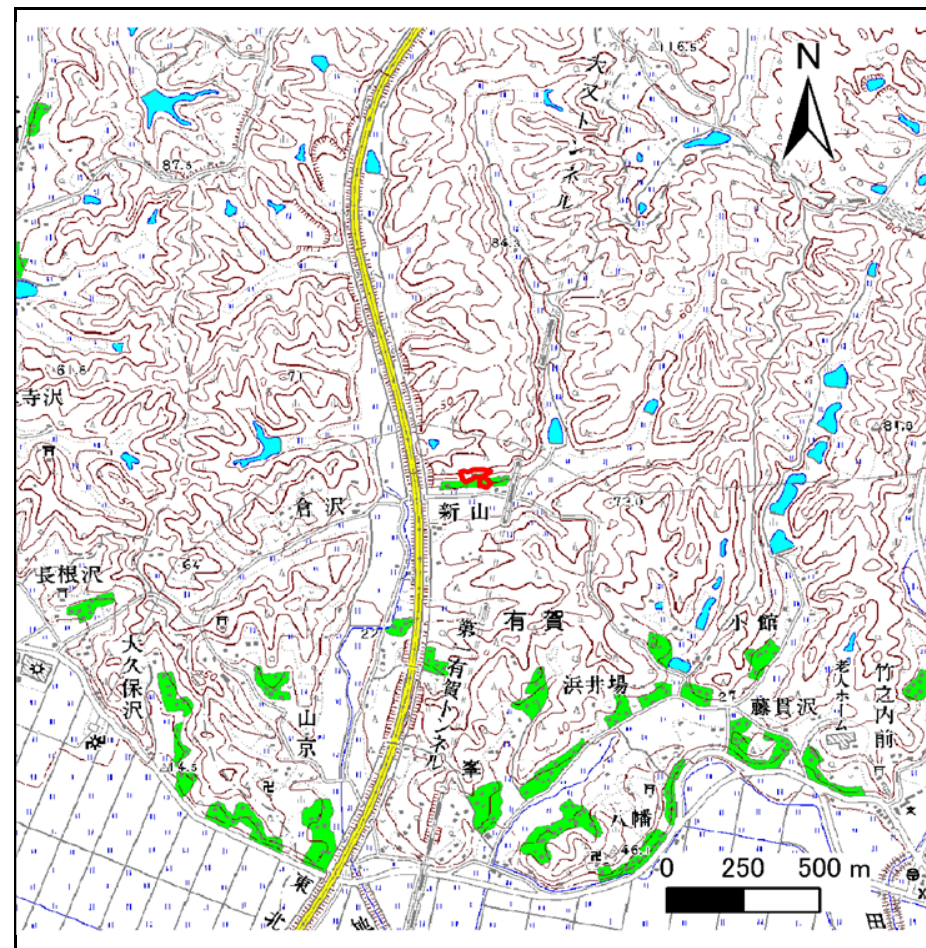 116.5
N
大又トンネル
87.5
84.3
61.6
71
寺沢
50
81.3
倉沢
新山
72.0
長根沢
64
27
有賀
小館
大久保沢
第一有賀トンネル
浜井場
老人ホーム
竹之内前
山京
27
藤貫沢
14.5
峯
八幡
46.1
0 250 500 m
東
北
田